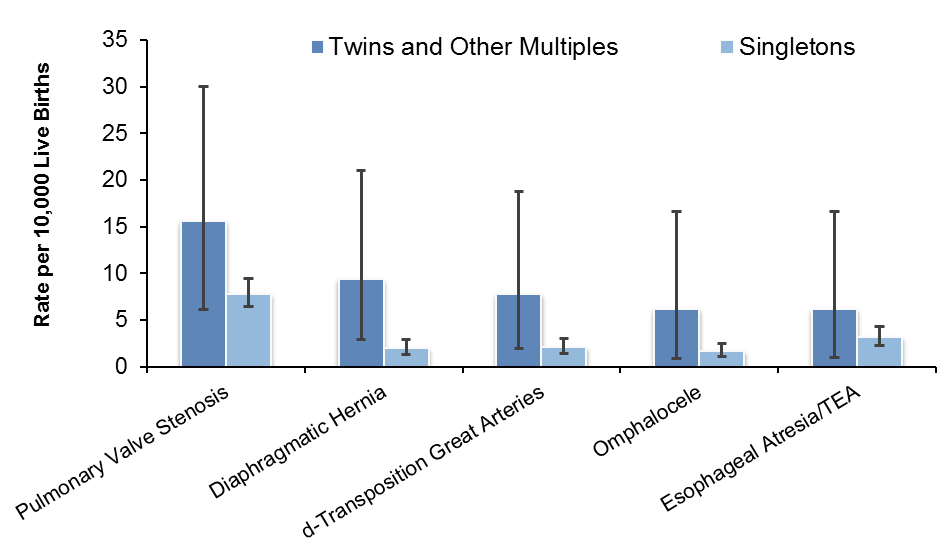 Twins and Other Multiples
Singletons
Rate per 10,000 Live Births
35
30
25
20
15
10
5
0
Pulmonary Valve Stenosis
Diaphragmatic Hernia
d-Transposition Great Arteries
Omphalocele
Esophageal Atresia/TEA